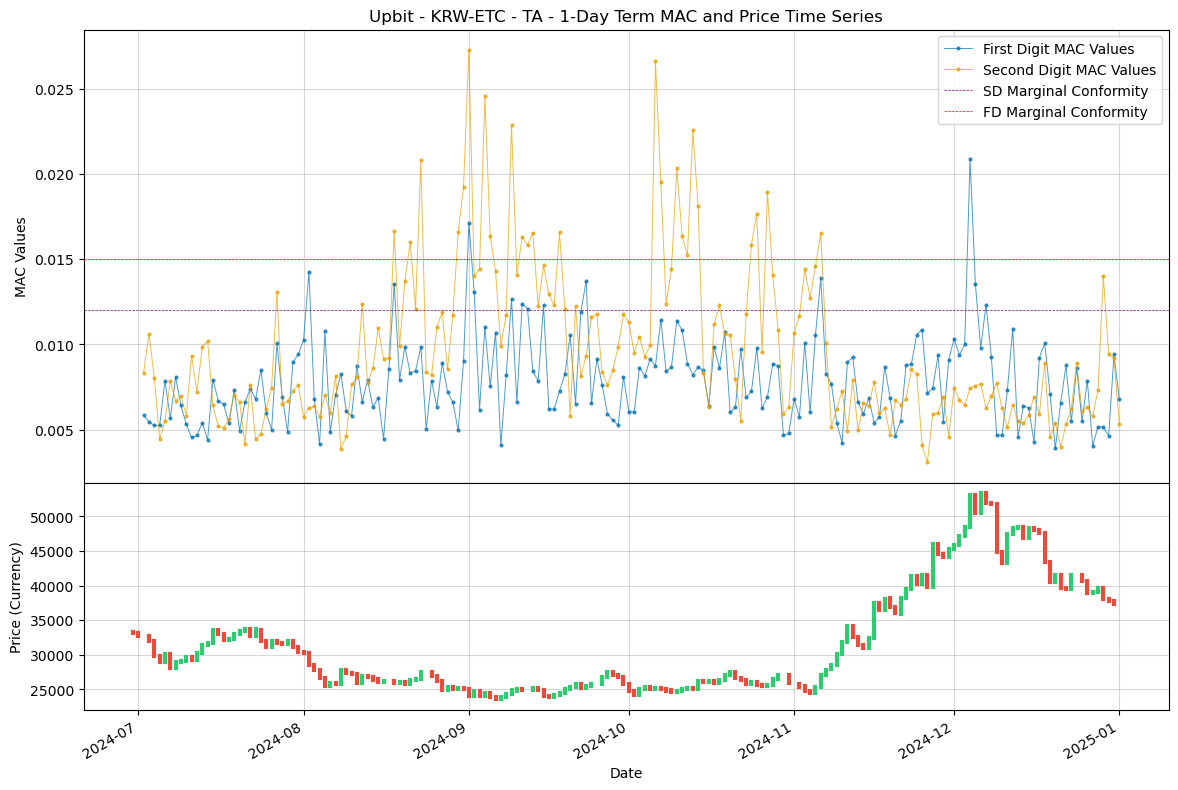 Upbit - KRW-ETC - TA - 1-Day Term MAC and Price Time Series
First Digit MAC Values
Second Digit MAC Values
SD Marginal Conformity
FD Marginal Conformity
MAC Values
0.025
0.020
0.015
0.010
0.005
Price (Currency)
50000
45000
40000
35000
30000
25000
2024-07
2024-08
2024-09
2024-10
2024-11
2024-12
2025-01
Date